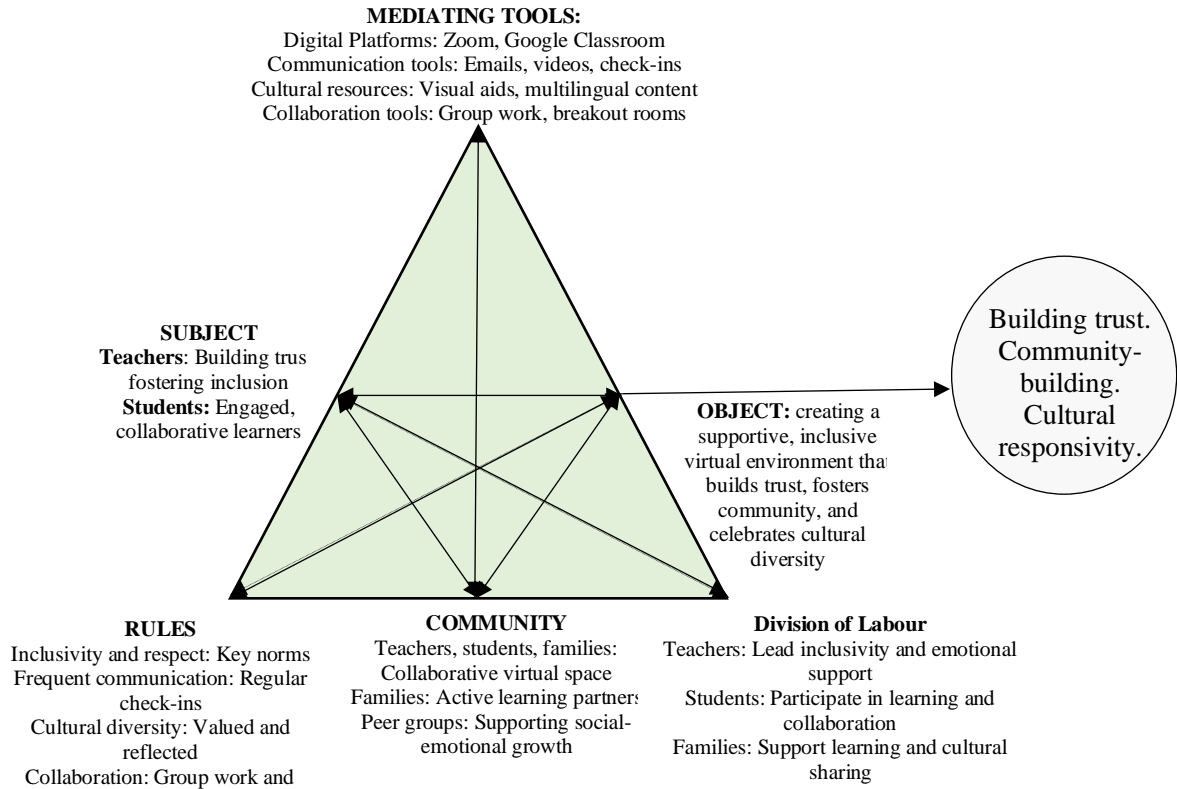 MEDIATING TOOLS:
Digital Platforms: Zoom, Google Classroom
Communication tools: Emails, videos, check-ins
Cultural resources: Visual aids, multilingual content
Collaboration tools: Group work, breakout rooms
SUBJECT
Teachers: Building trus
fostering inclusion
Students: Engaged,
collaborative learners
OBJECT: creating a
supportive, inclusive
virtual environment tha
builds trust, fosters
community, and
celebrates cultural
diversity
Building trust.
Community-
building.
Cultural
responsivity.
RULES
Inclusivity and respect: Key norms
Frequent communication: Regular
check-ins
Cultural diversity: Valued and
reflected
Collaboration: Group work and
COMMUNITY
Teachers, students, families:
Collaborative virtual space
Families: Active learning partners
Peer groups: Supporting social-
emotional growth
Division of Labour
Teachers: Lead inclusivity and emotional
support
Students: Participate in learning and
collaboration
Families: Support learning and cultural
sharing